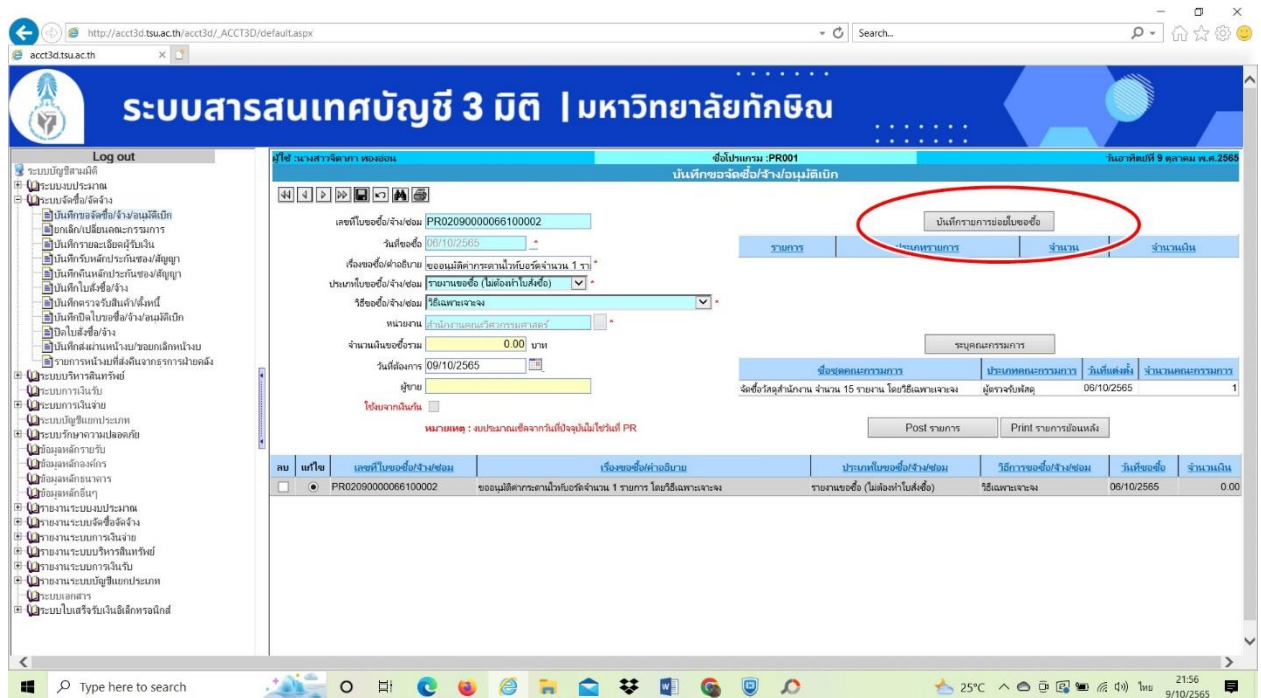 http://acct3d.tsu.ac.th/acct3d/_ACCT3D/default.aspx
Search...
acct3d.tsu.ac.th
ระบบสารสนเทศบัญชี 3 มิติ | มหาวิทยาลัยทักษิณ
Log out
ระบบบัญชีสามมิติ
ระบบงบประมาณ
ระบบจัดซื้อ/จัดจ้าง
บันทึกขอจัดซื้อ/จ้าง/อนุมัติเบิก
ยกเลิก/เปลี่ยนคณะกรรมการ
บันทึกรายละเอียดผู้รับเงิน
บันทึกรับหลักประกันซอง/สัญญา
บันทึกคืนหลักประกันซอง/สัญญา
บันทึกใบสั่งซื้อ/จ้าง
บันทึกตรวจรับสินค้า/ตั้งหนี้
บันทึกปิดใบขอซื้อ/จ้าง/อนุมัติเบิก
ปิดใบสั่งซื้อ/จ้าง
บันทึกส่งผ่านหน้างบ/ขอยกเลิกหน้างบ
รายการหน้างบที่ส่งคืนจากธุรการฝ่ายคลัง
ระบบบริหารสินทรัพย์
ระบบการเงินรับ
ระบบการเงินจ่าย
ระบบบัญชีแยกประเภท
ระบบรักษาความปลอดภัย
ข้อมูลหลักรายรับ
ข้อมูลหลักองค์กร
ข้อมูลหลักธนาคาร
ข้อมูลหลักอื่นๆ
รายงานระบบงบประมาณ
รายงานระบบจัดซื้อจัดจ้าง
รายงานระบบการเงินจ่าย
รายงานระบบบริหารสินทรัพย์
รายงานระบบการเงินรับ
รายงานระบบบัญชีแยกประเภท
ระบบเอกสาร
ระบบใบเสร็จรับเงินอิเล็กทรอนิกส์
ผู้ใช้ :นางสาวจิดาภา ทองอ่อน ชื่อโปรแกรม :PR001 วันอาทิตย์ที่ 9 ตุลาคม พ.ศ.2565
บันทึกขอจัดซื้อ/จ้าง/อนุมัติเบิก
เลขที่ใบขอซื้อ/จ้าง/ซ่อม PR02090000066100002
วันที่ขอซื้อ 06/10/2565 *
เรื่องขอซื้อ/คำอธิบาย ขออนุมัติค่ากระดานไวท์บอร์ดจำนวน 1 รา *
ประเภทใบขอซื้อ/จ้าง/ซ่อม รายงานขอซื้อ (ไม่ต้องทำใบสั่งซื้อ) *
วิธีขอซื้อ/จ้าง/ซ่อม วิธีเฉพาะเจาะจง *
หน่วยงาน สำนักงานคณะวิศวกรรมศาสตร์ *
จำนวนเงินขอซื้อรวม 0.00 บาท
วันที่ต้องการ 09/10/2565
ผู้ขาย
ใช้งบจากเงินกัน
หมายเหตุ : งบประมาณเช็คจากวันที่ปัจจุบันไม่ใช่วันที่ PR
บันทึกรายการย่อยใบขอซื้อ
รายการ ประเภทรายการ จำนวน จำนวนเงิน
ระบุคณะกรรมการ
ชื่อชุดคณะกรรมการ ประเภทคณะกรรมการ วันที่แต่งตั้ง จำนวนคณะกรรมการ
จัดซื้อวัสดุสำนักงาน จำนวน 15 รายงาน โดยวิธีเฉพาะเจาะจง ผู้ตรวจรับพัสดุ 06/10/2565 1
Post รายการ Print รายการย้อนหลัง
ลบ แก้ไข เลขที่ใบขอซื้อ/จ้าง/ซ่อม เรื่องขอซื้อ/คำอธิบาย ประเภทใบขอซื้อ/จ้าง/ซ่อม วิธีการขอซื้อ/จ้าง/ซ่อม วันที่ขอซื้อ จำนวนเงิน
PR02090000066100002 ขออนุมัติค่ากระดานไวท์บอร์ดจำนวน 1 รายการ โดยวิธีเฉพาะเจาะจง รายงานขอซื้อ (ไม่ต้องทำใบสั่งซื้อ) วิธีเฉพาะเจาะจง 06/10/2565 0.00
Type here to search
25°C
ไทย
21:56
9/10/2565